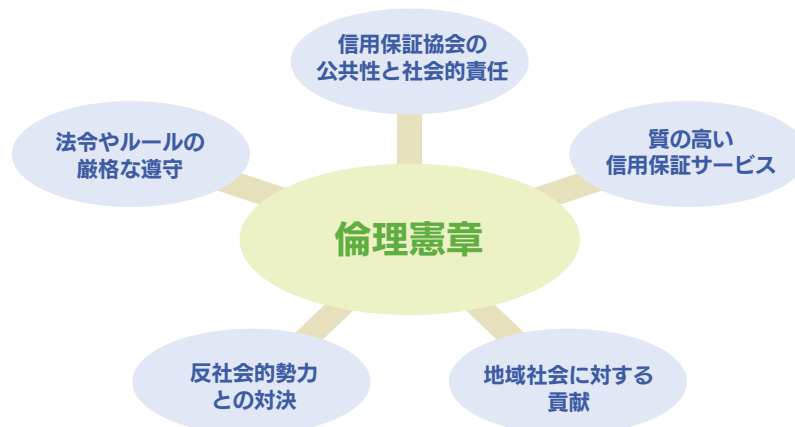 信用保証協会の
公共性と社会的責任
法令やルールの
厳格な遵守
質の高い
信用保証サービス
倫理憲章
反社会的勢力
との対決
地域社会に対する
貢献